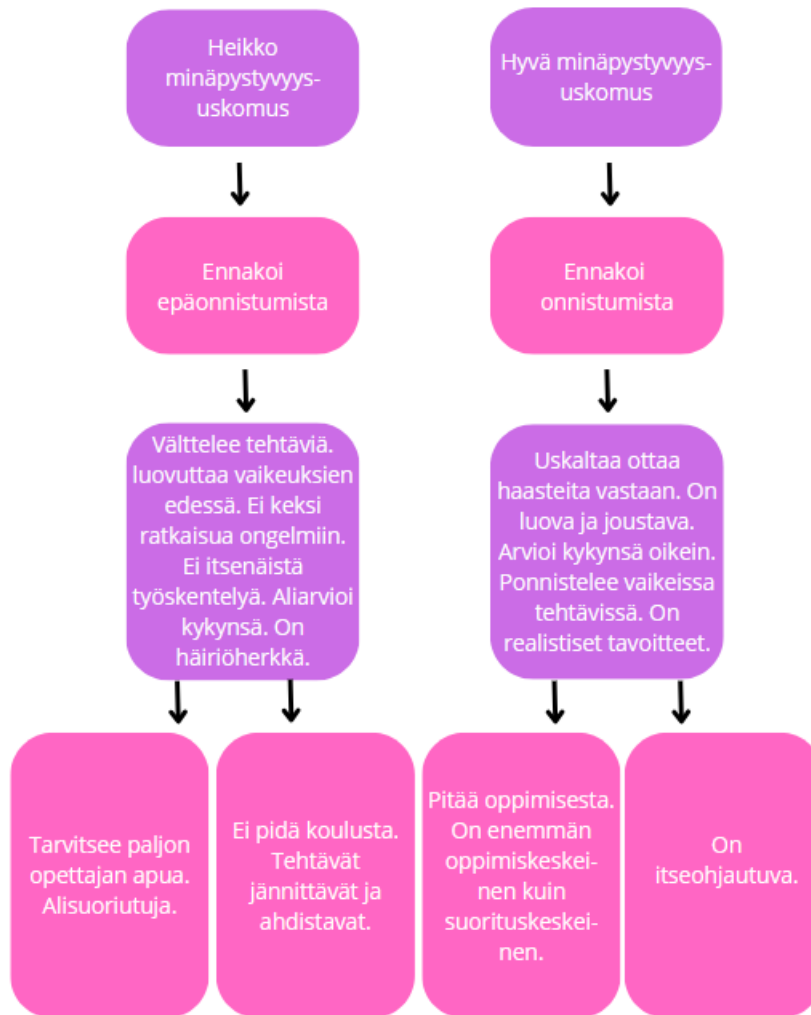 Heikko
minäpystyvyys-
uskomus
Hyvä minäpystyvyys-
uskomus
Ennakoi
epäonnistumista
Ennakoi
onnistumista
Välttelee tehtäviä.
luovuttaa vaikeuksien
edessä. Ei keksi
ratkaisua ongelmiin.
Ei itsenäistä
työskentelyä. Aliarvioi
kykynsä. On
häiriöherkkä.
Uskaltaa ottaa
haasteita vastaan. On
luova ja joustava.
Arvioi kykynsä oikein.
Ponnistelee vaikeissa
tehtävissä. On
realistiset tavoitteet.
Tarvitsee paljon
opettajan apua.
Alisuoriutuja.
Ei pidä koulusta.
Tehtävät
jännittävät ja
ahdistavat.
Pitää oppimisesta.
On enemmän
oppimiskeskei-
nen kuin
suorituskeskei-
nen.
On
itseohjautuva.